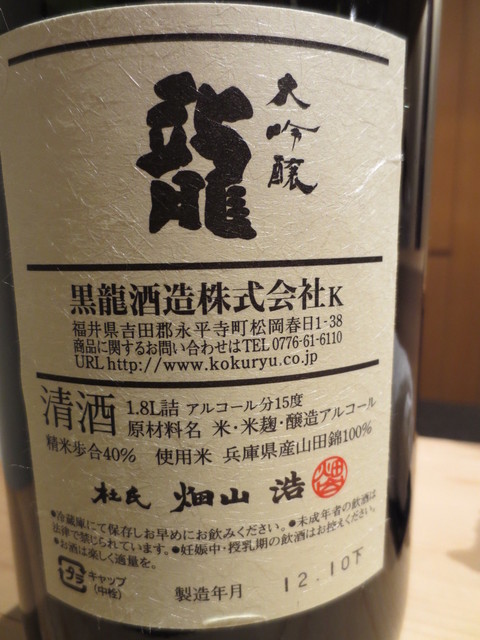 大吟醸
龍
黒龍酒造株式会社K
福井県吉田郡永平寺町松岡春日1-38
商品に関するお問い合わせはTEL 0776-61-6110
URL http://www.kokuryu.co.jp
清酒 1.8L詰 アルコール分15度
原材料名 米・米麹・醸造アルコール
精米歩合40% 使用米 兵庫県産山田錦100%
杜氏 畑山 浩
●冷蔵庫にて保存しお早めにお飲みください。●未成年者の飲酒は
法律で禁じられています。●妊娠中・授乳期の飲酒はお控えください。
●お酒は楽しく適量を。
キャップ
(中栓)
製造年月 12.10下